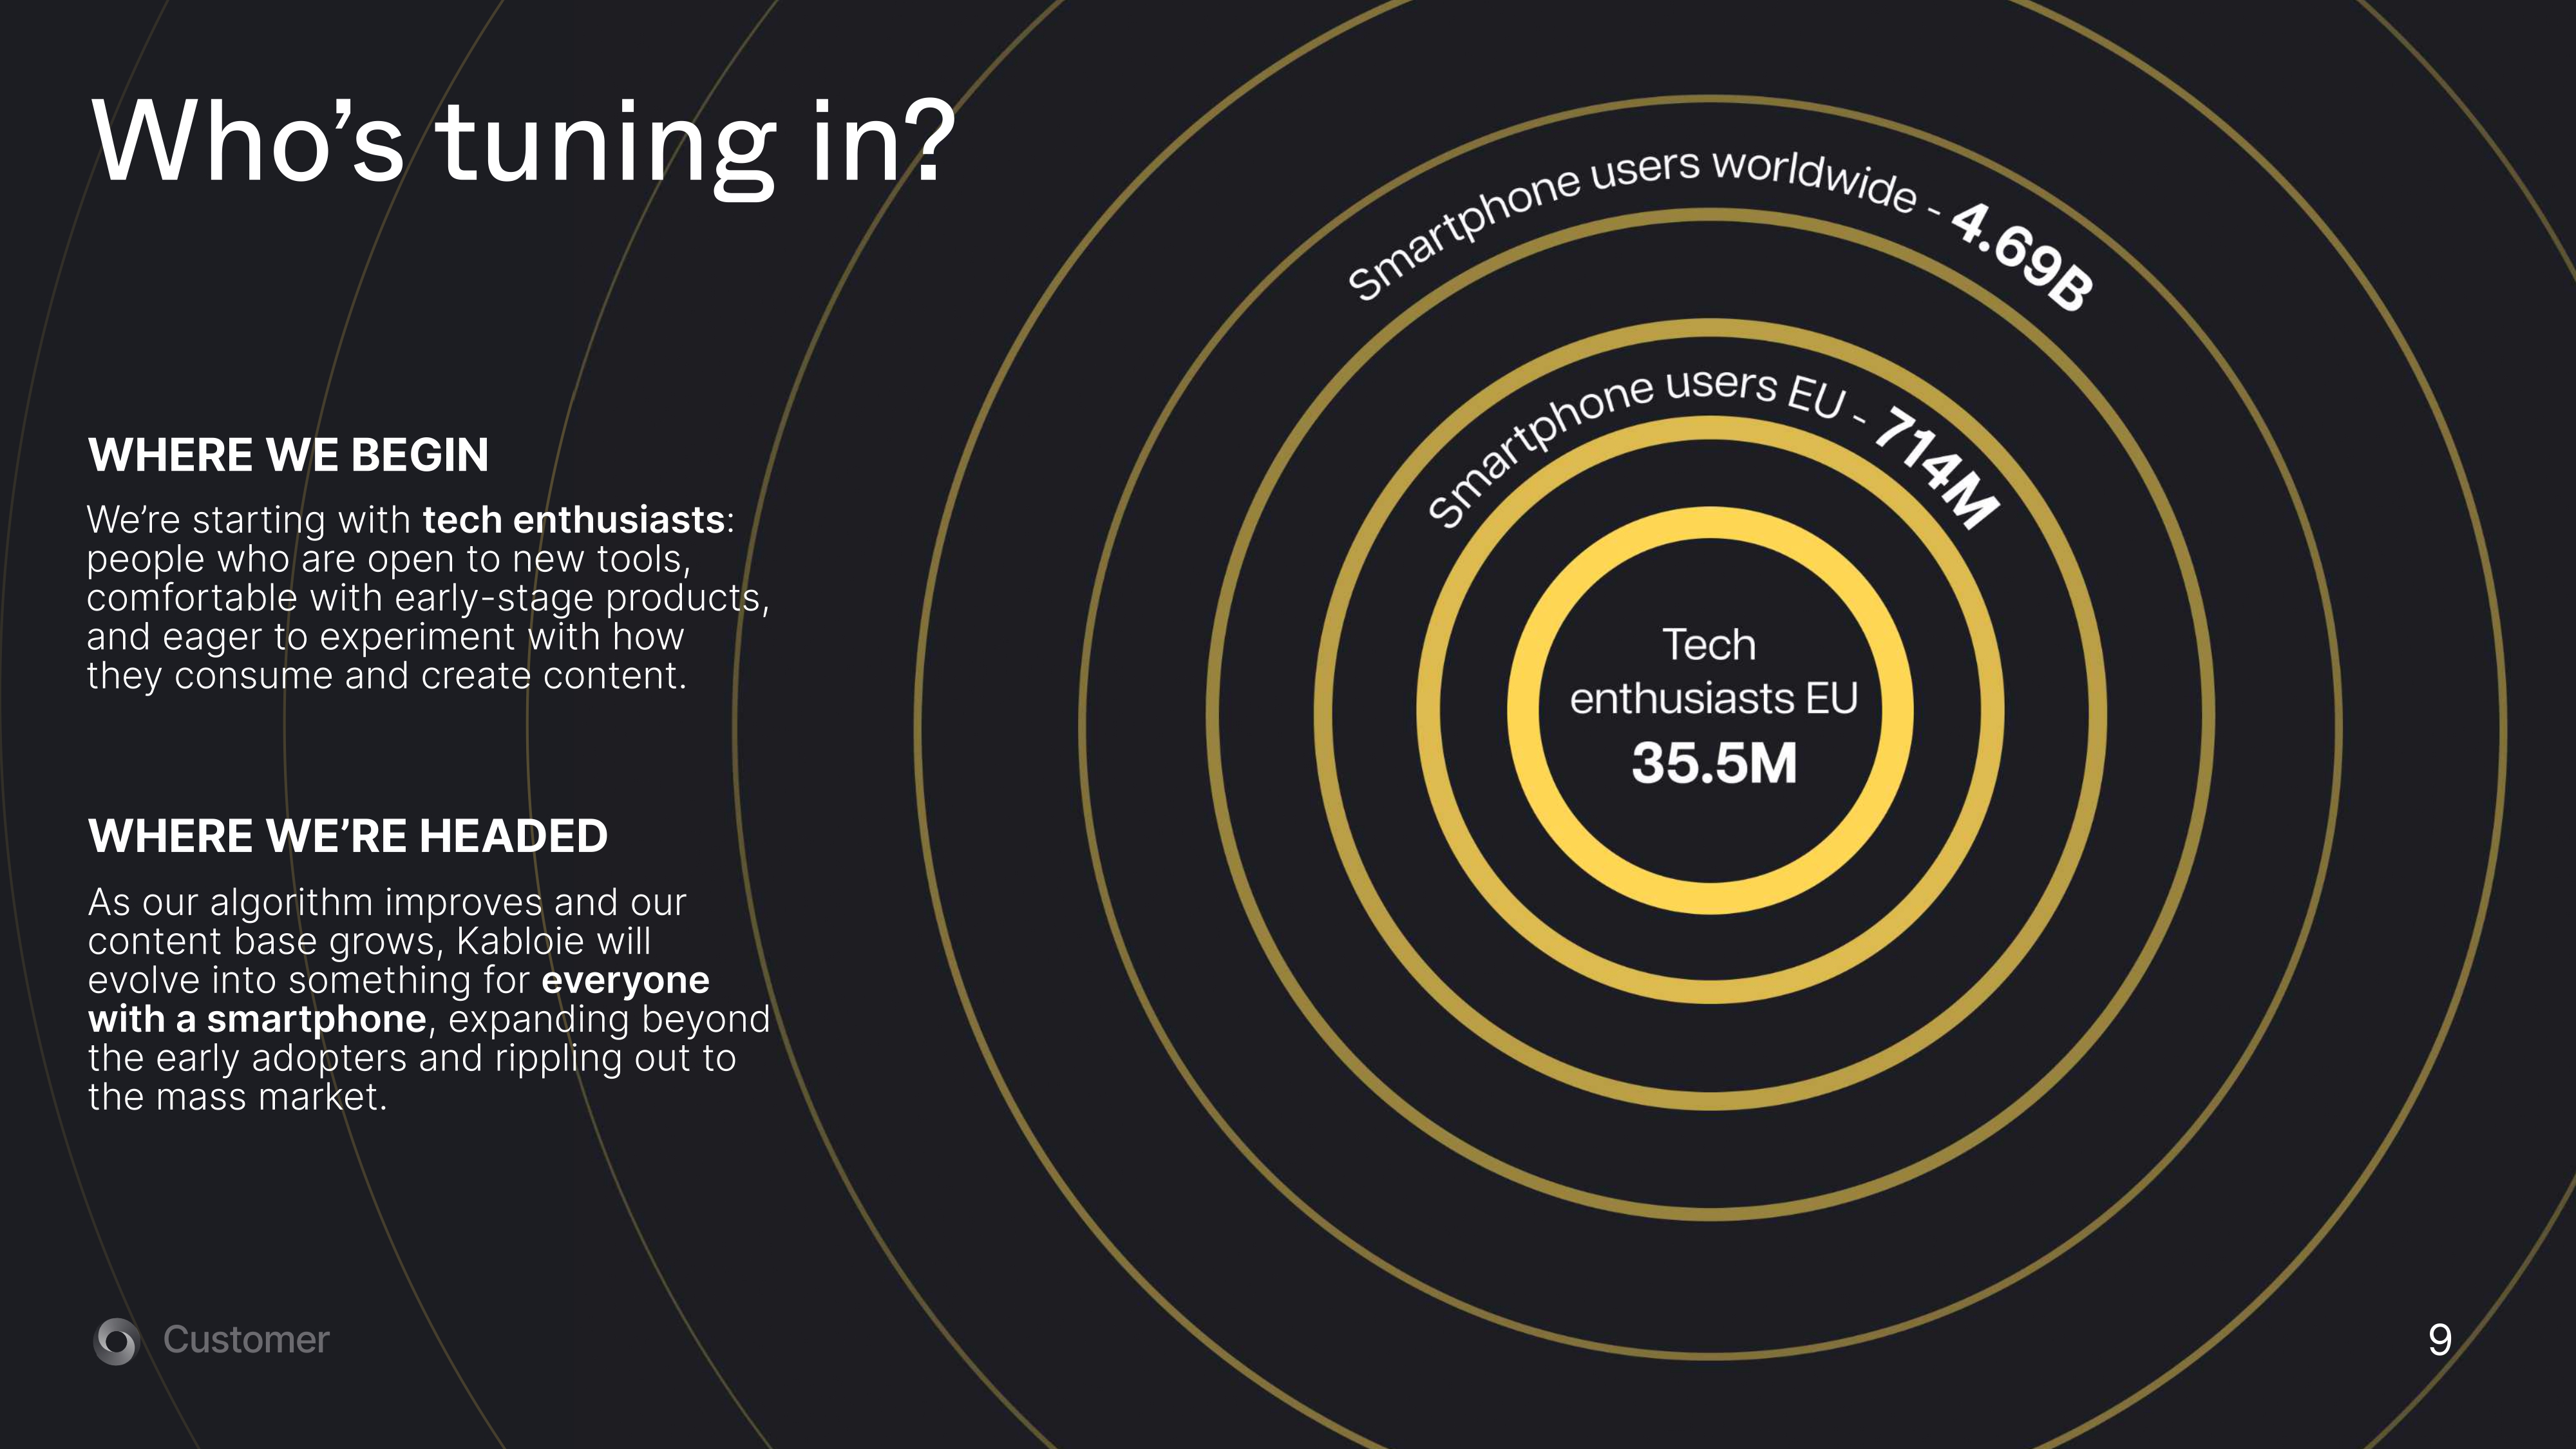 Who’s tuning in?
WHERE WE BEGIN
We’re starting with tech enthusiasts:
people who are open to new tools,
comfortable with early-stage products,
and eager to experiment with how
they consume and create content.
WHERE WE’RE HEADED
As our algorithm improves and our
content base grows, Kabloie will
evolve into something for everyone
with a smartphone, expanding beyond
the early adopters and rippling out to
the mass market.
Smartphone users worldwide - 4.69B
Smartphone users EU - 714M
Tech
enthusiasts EU
35.5M
Customer
9